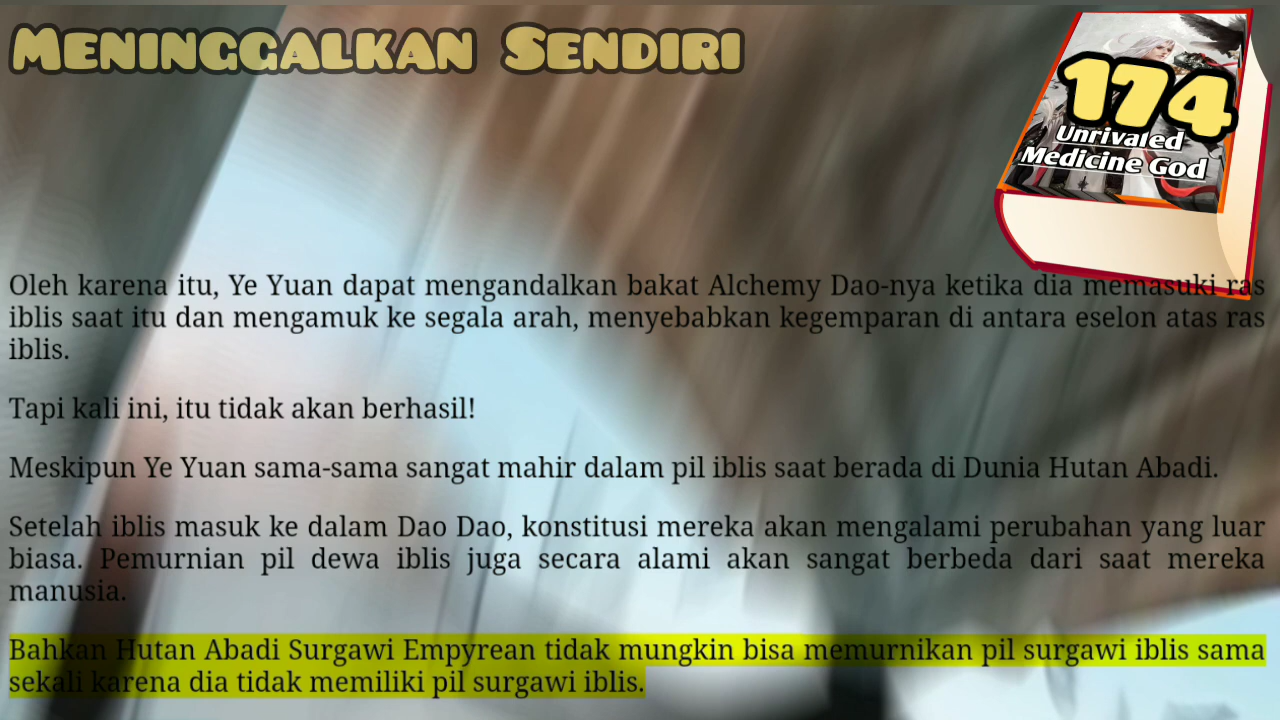 Meninggalkan Sendiri
174
Unrivaled
Medicine God
Oleh karena itu, Ye Yuan dapat mengandalkan bakat Alchemy Dao-nya ketika dia memasuki ras
iblis saat itu dan mengamuk ke segala arah, menyebabkan kegemparan di antara eselon atas ras
iblis.
Tapi kali ini, itu tidak akan berhasil!
Meskipun Ye Yuan sama-sama sangat mahir dalam pil iblis saat berada di Dunia Hutan Abadi.
Setelah iblis masuk ke dalam Dao Dao, konstitusi mereka akan mengalami perubahan yang luar
biasa. Pemurnian pil dewa iblis juga secara alami akan sangat berbeda dari saat mereka
manusia.
Bahkan Hutan Abadi Surgawi Empyrean tidak mungkin bisa memurnikan pil surgawi iblis sama
sekali karena dia tidak memiliki pil surgawi iblis.